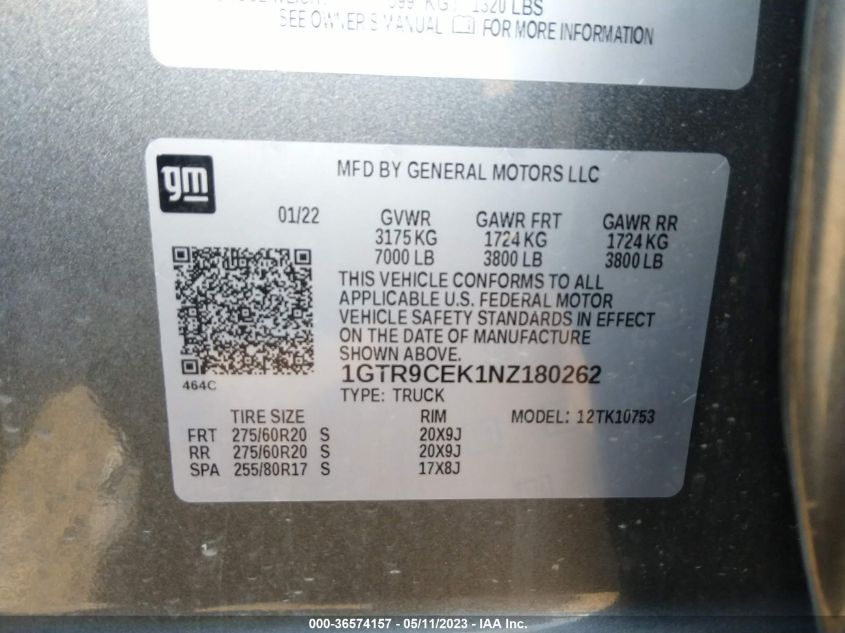 599 KG 1320 LBS
SEE OWNER'S MANUAL FOR MORE INFORMATION
gm
MFD BY GENERAL MOTORS LLC
01/22 GVWR GAWR FRT GAWR RR
3175 KG 1724 KG 1724 KG
7000 LB 3800 LB 3800 LB
THIS VEHICLE CONFORMS TO ALL
APPLICABLE U.S. FEDERAL MOTOR
VEHICLE SAFETY STANDARDS IN EFFECT
ON THE DATE OF MANUFACTURE
SHOWN ABOVE.
464C
1GTR9CEK1NZ180262
TYPE: TRUCK
TIRE SIZE RIM MODEL: 12TK10753
FRT 275/60R20 S 20X9J
RR 275/60R20 S 20X9J
SPA 255/80R17 S 17X8J
000-36574157 - 05/11/2023 - IAA Inc.